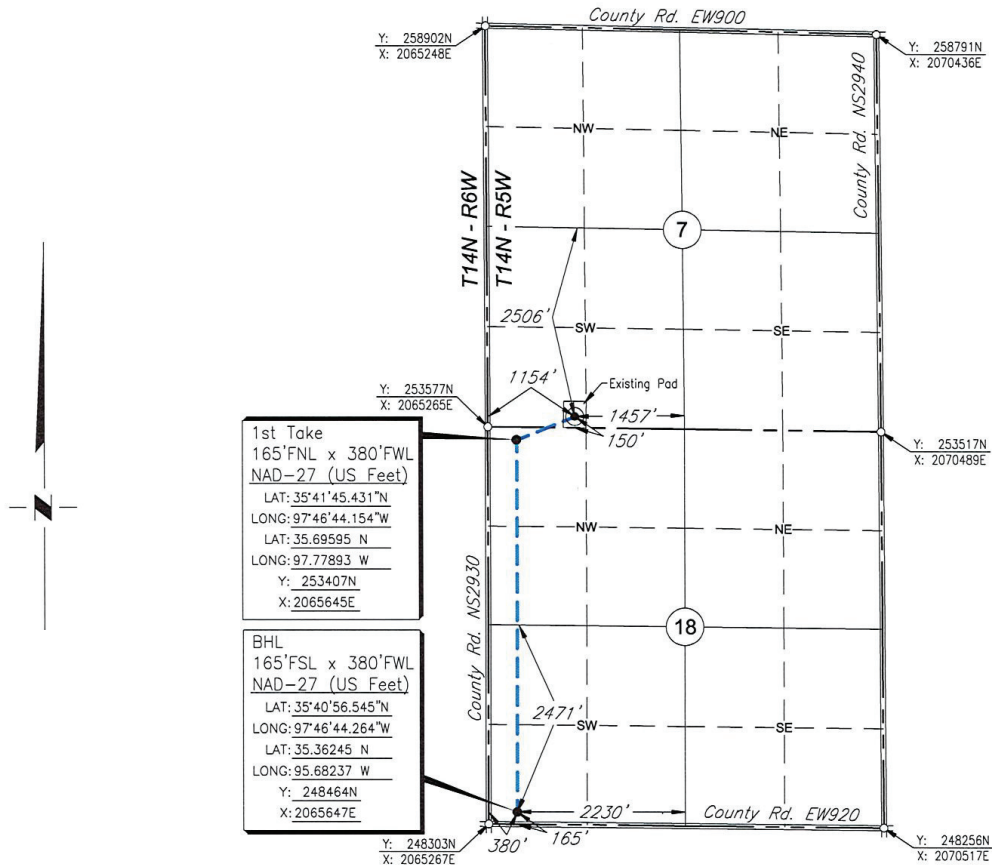 County Rd. EW900
Y: 258902N
X: 2065248E
Y: 258791N
X: 2070436E
County Rd. NS2940
NW
NE
T14N - R6W
T14N - R5W
7
2506'
SW
SE
1154'
Existing Pad
Y: 253577N
X: 2065265E
1457'
150'
Y: 253517N
X: 2070489E
1st Take
165'FNL x 380'FWL
NAD-27 (US Feet)
LAT: 35°41'45.431"N
LONG: 97°46'44.154"W
LAT: 35.69595 N
LONG: 97.77893 W
Y: 253407N
X: 2065645E
N
NW
NE
County Rd. NS2930
18
BHL
165'FSL x 380'FWL
NAD-27 (US Feet)
LAT: 35°40'56.545"N
LONG: 97°46'44.264"W
LAT: 35.36245 N
LONG: 95.68237 W
Y: 248464N
X: 2065647E
2471'
SW
SE
2230'
County Rd. EW920
380'
165'
Y: 248303N
X: 2065267E
Y: 248256N
X: 2070517E